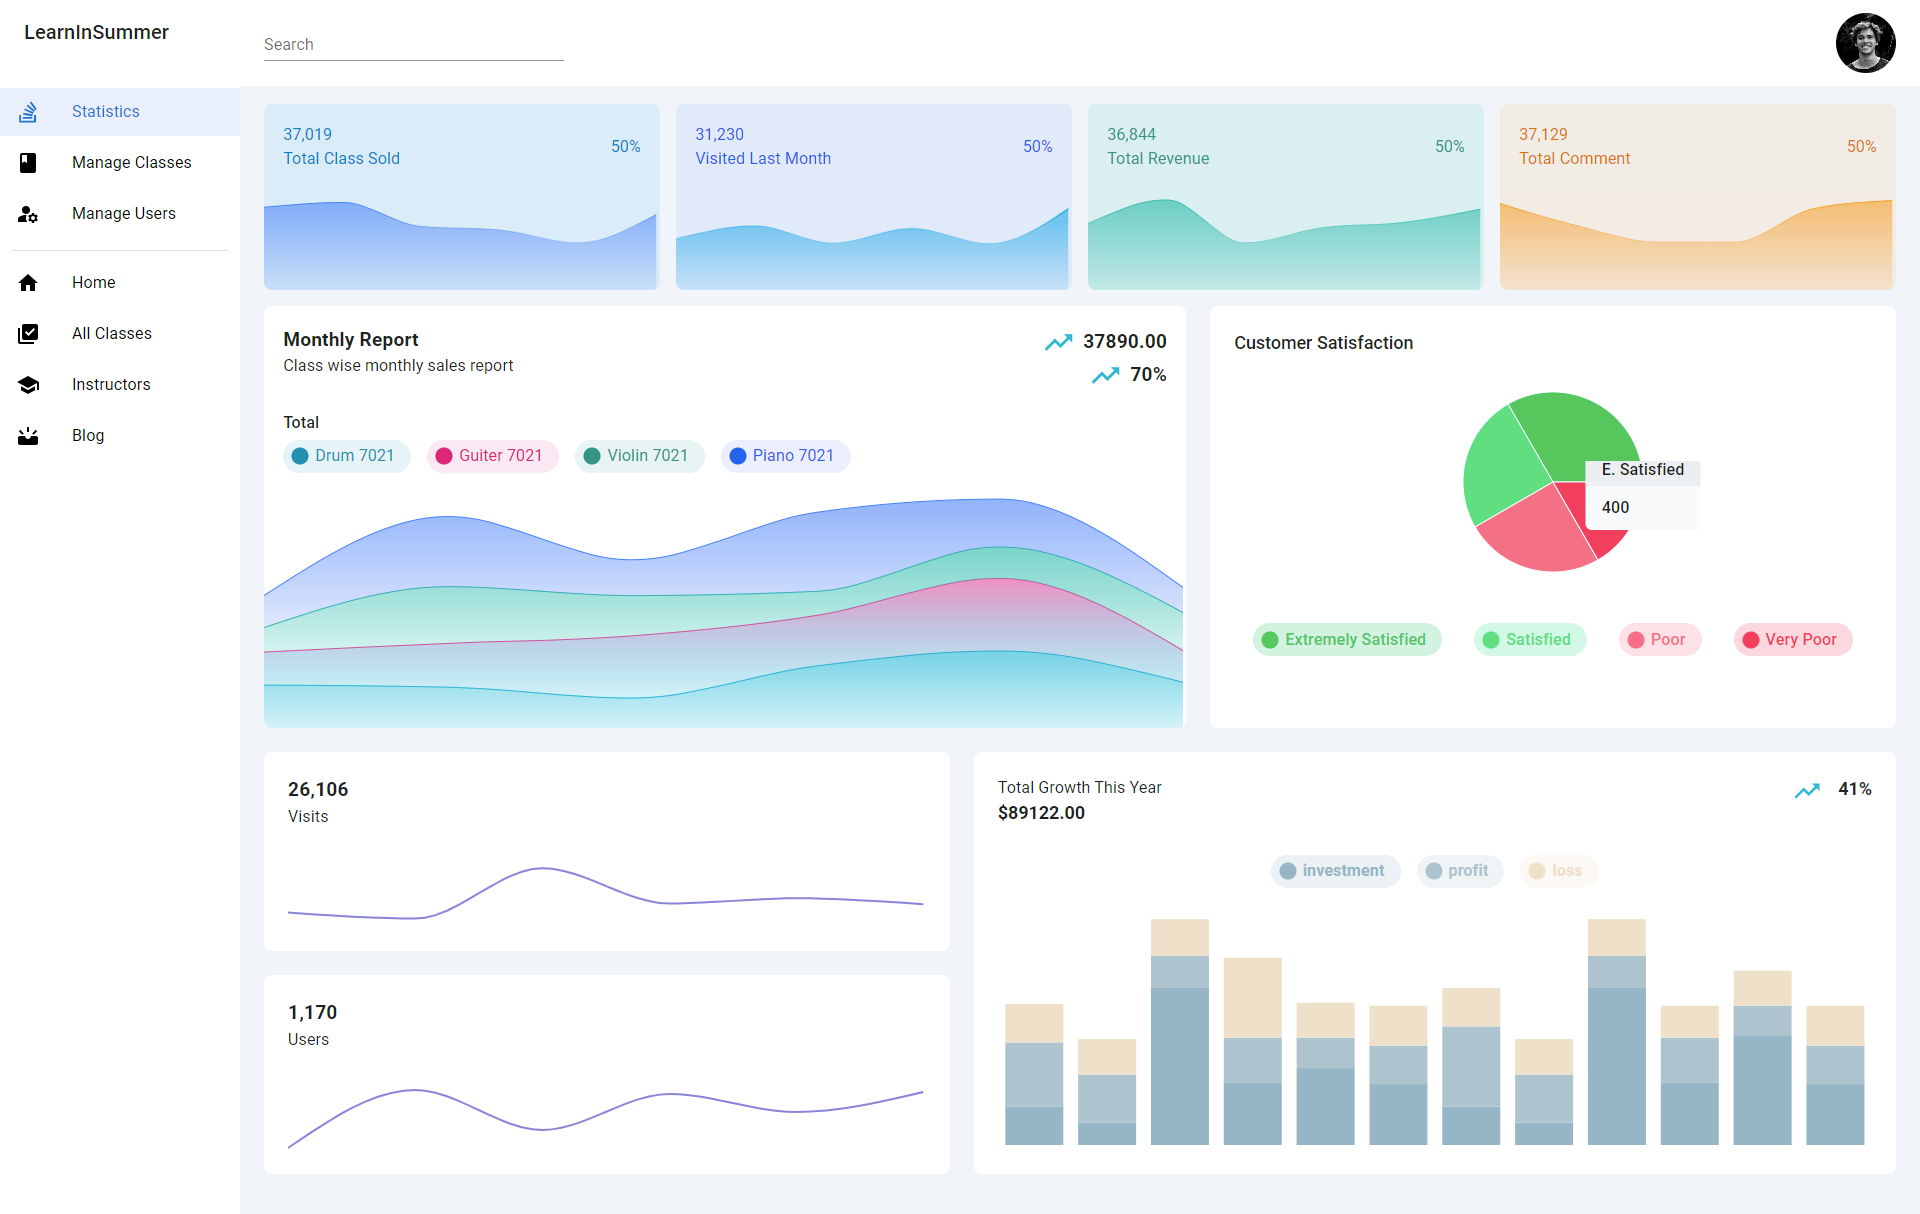 LearnInSummer
Search
Statistics
Manage Classes
Manage Users
Home
All Classes
Instructors
Blog
37,019
Total Class Sold
50%
31,230
Visited Last Month
50%
36,844
Total Revenue
50%
37,129
Total Comment
50%
Monthly Report
Class wise monthly sales report
37890.00
70%
Total
Drum 7021
Guiter 7021
Violin 7021
Piano 7021
Customer Satisfaction
E. Satisfied
400
Extremely Satisfied
Satisfied
Poor
Very Poor
26,106
Visits
1,170
Users
Total Growth This Year
$89122.00
41%
investment
profit
loss